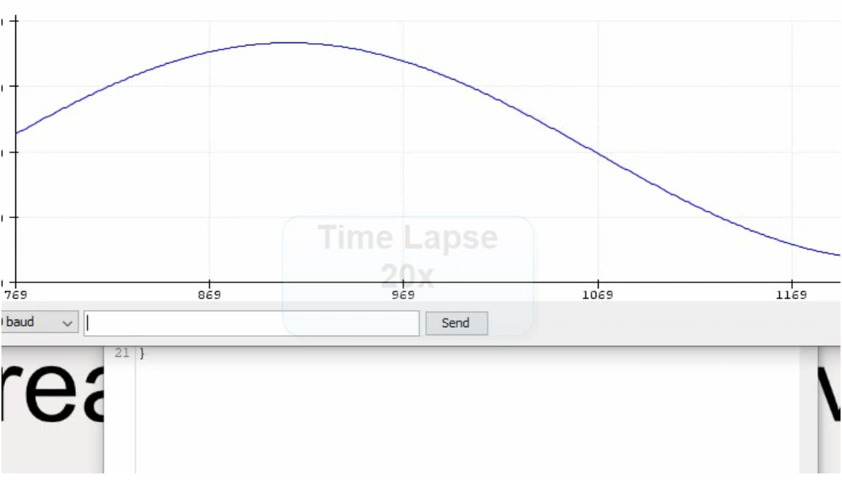 Time Lapse
20x
769 869 969 1069 1169
baud
Send
21 }
rea